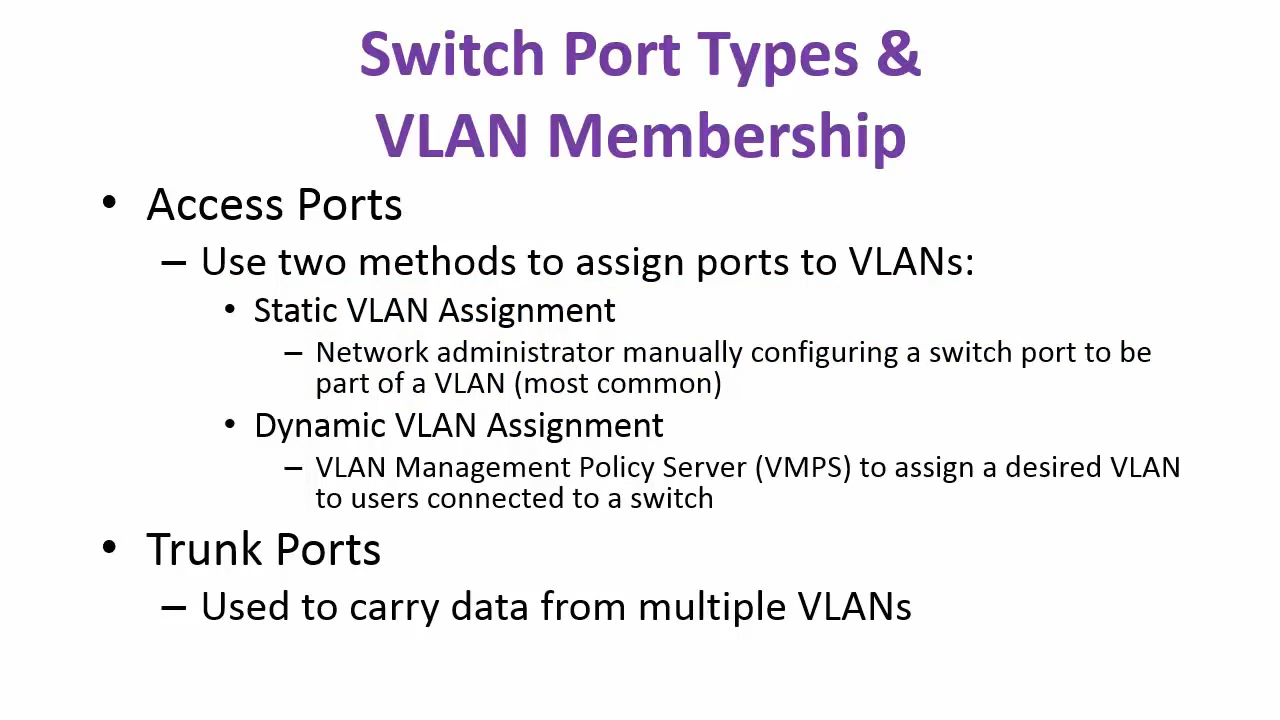 Switch Port Types &
VLAN Membership
• Access Ports
– Use two methods to assign ports to VLANs:
• Static VLAN Assignment
– Network administrator manually configuring a switch port to be
part of a VLAN (most common)
• Dynamic VLAN Assignment
– VLAN Management Policy Server (VMPS) to assign a desired VLAN
to users connected to a switch
• Trunk Ports
– Used to carry data from multiple VLANs